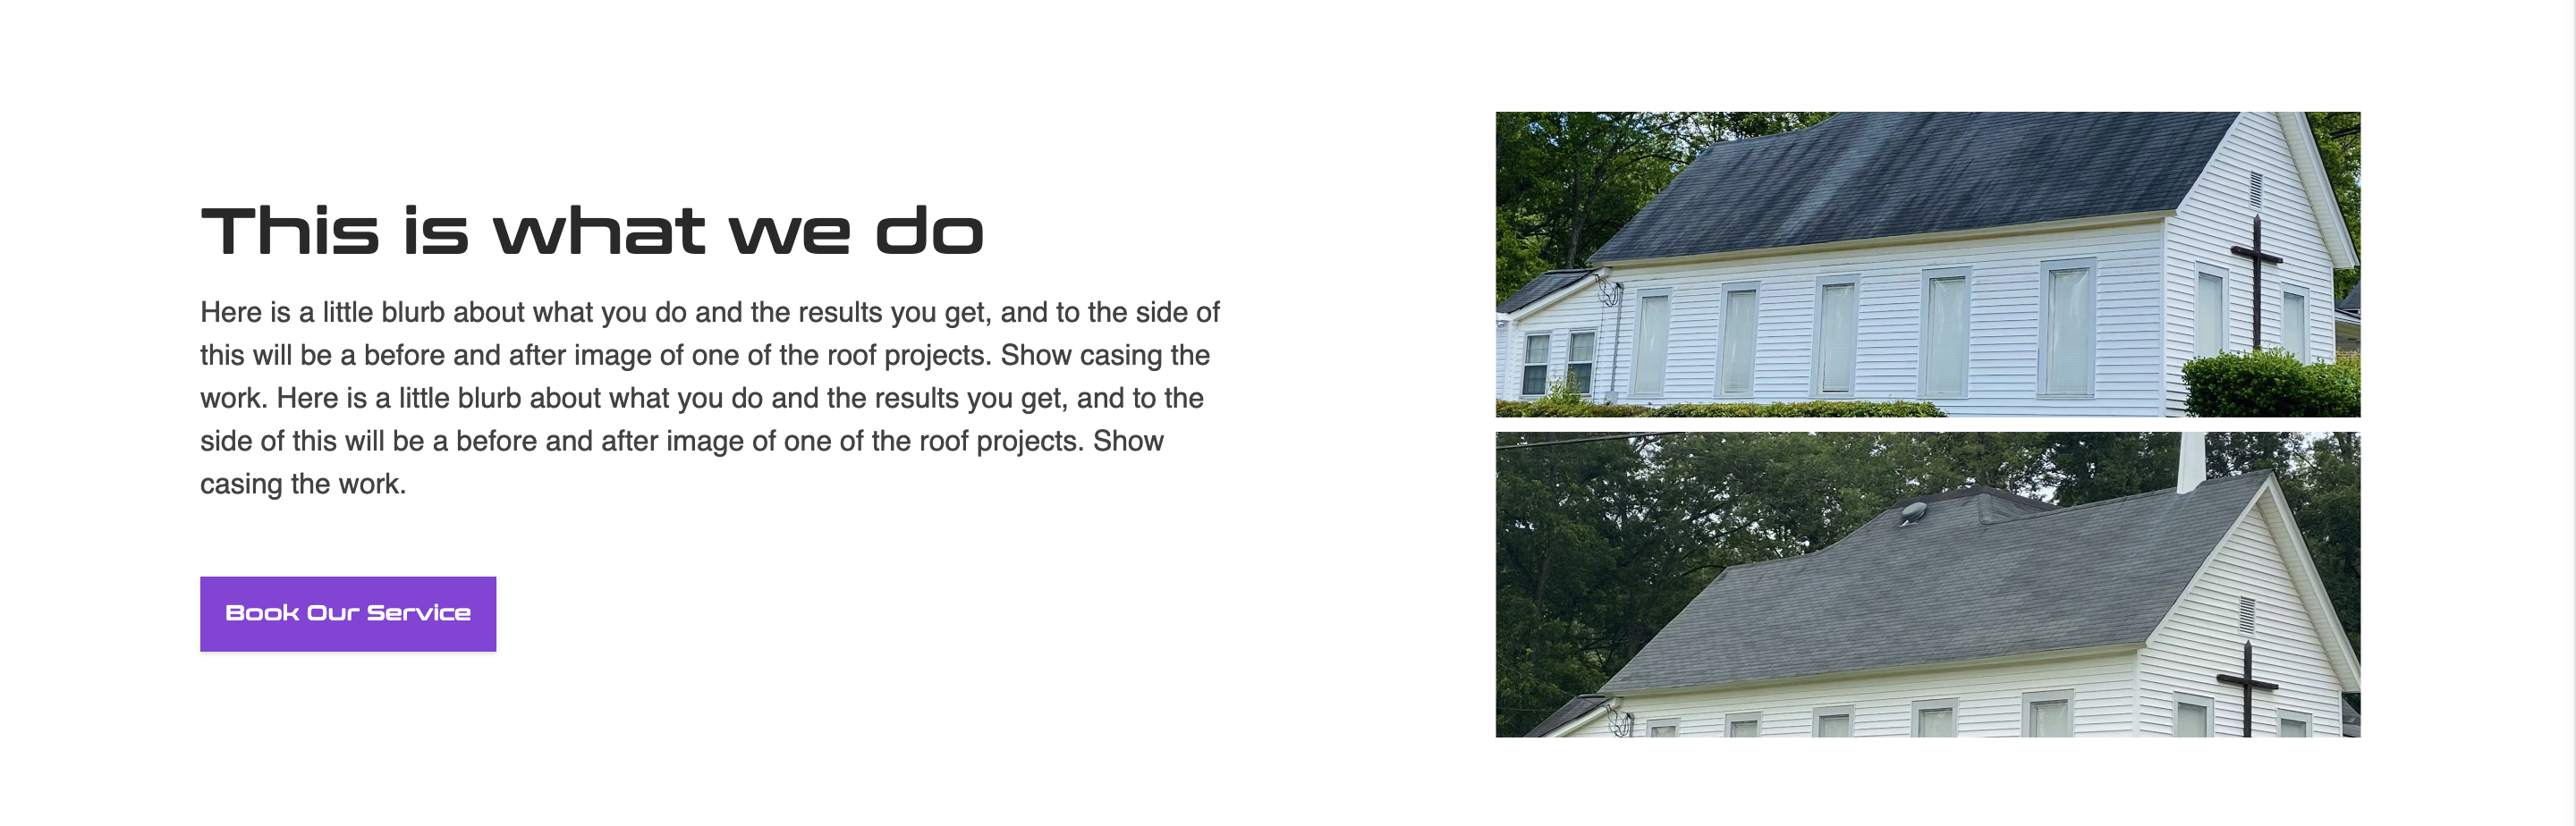 This is what we do
Here is a little blurb about what you do and the results you get, and to the side of
this will be a before and after image of one of the roof projects. Show casing the
work. Here is a little blurb about what you do and the results you get, and to the
side of this will be a before and after image of one of the roof projects. Show
casing the work.
Book Our Service